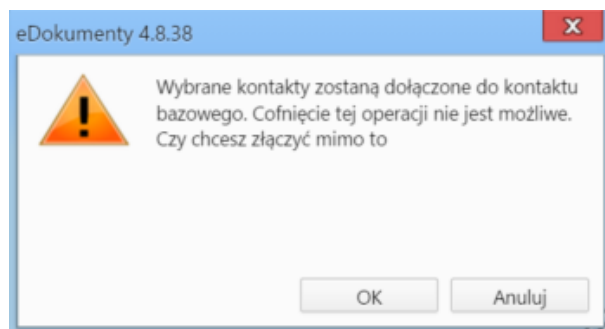 eDokumenty 4.8.38
Wybrane kontakty zostaną dołączone do kontaktu
bazowego. Cofnięcie tej operacji nie jest możliwe.
Czy chcesz złączyć mimo to
OK
Anuluj